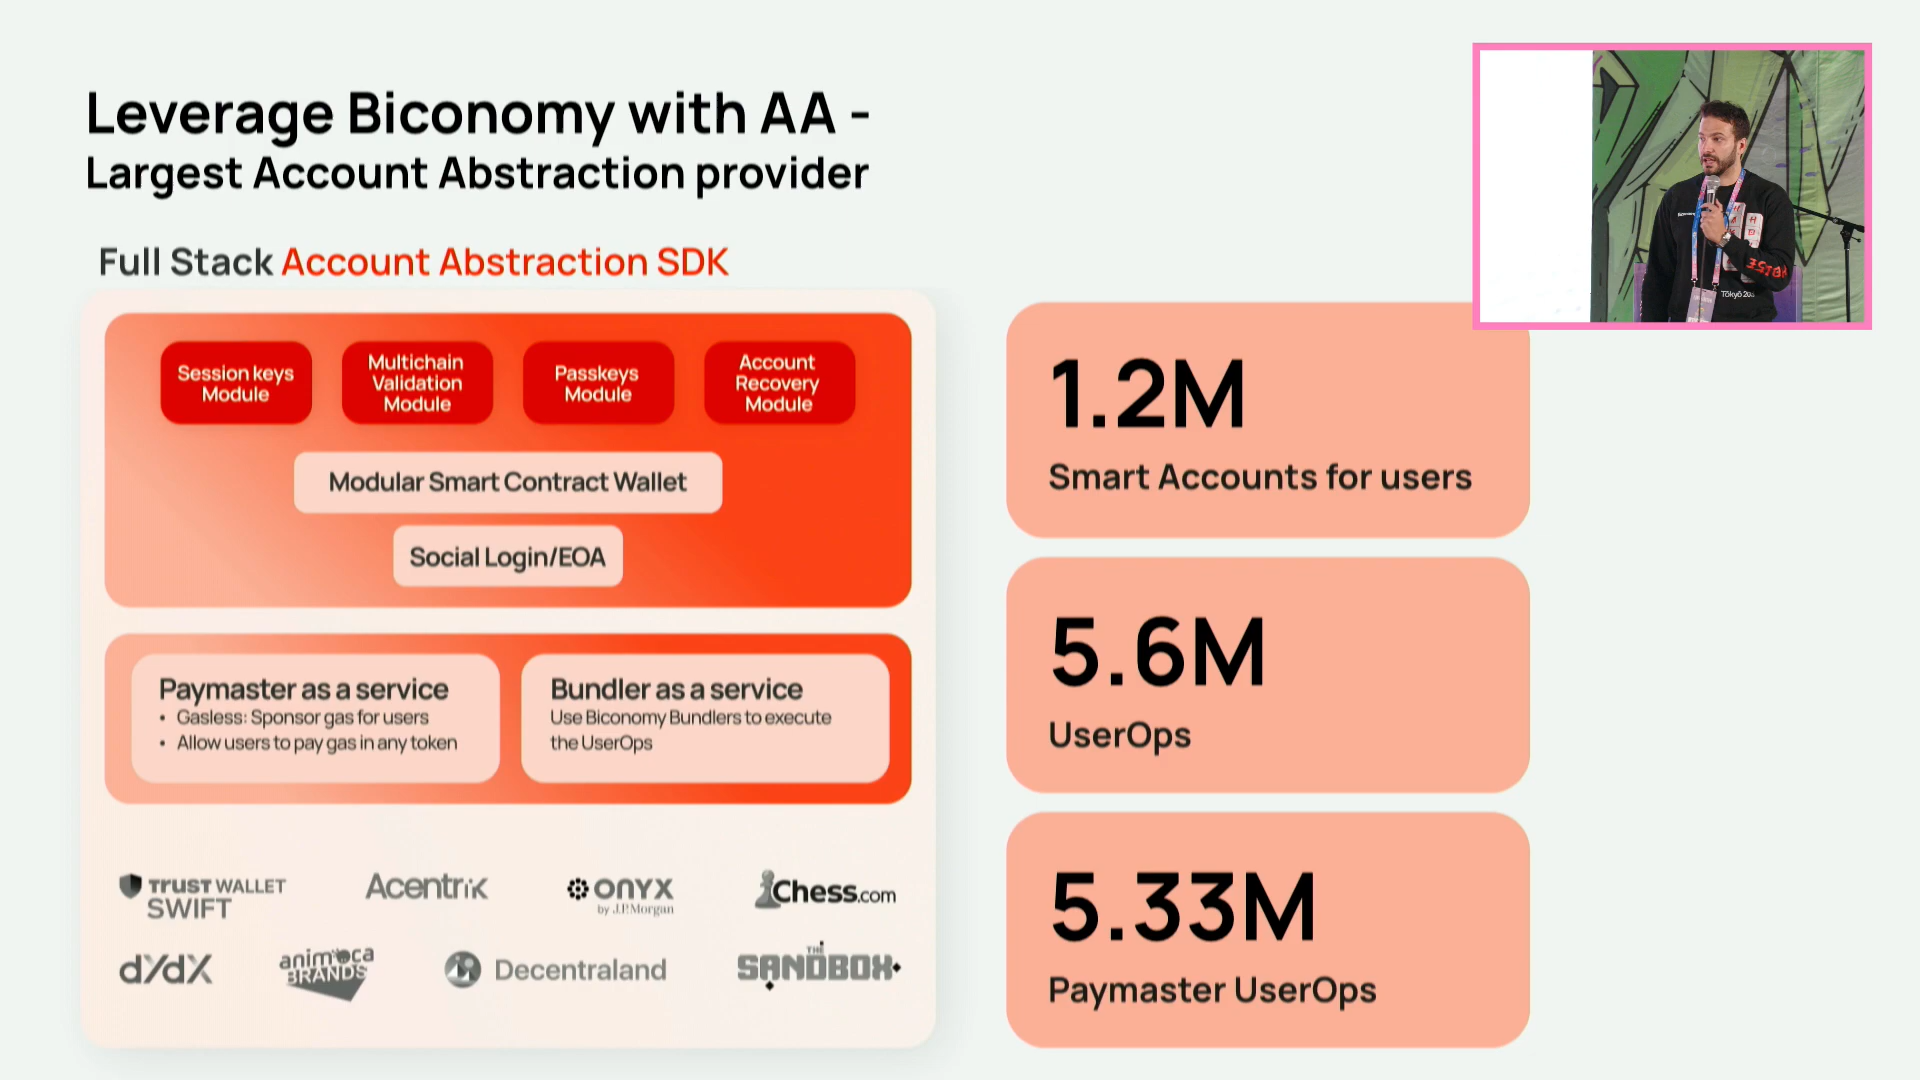 Leverage Biconomy with AA -
Largest Account Abstraction provider
Full Stack Account Abstraction SDK
Session keys
Module
Multichain
Validation
Module
Passkeys
Module
Account
Recovery
Module
Modular Smart Contract Wallet
Social Login/EOA
Paymaster as a service
• Gasless: Sponsor gas for users
• Allow users to pay gas in any token
Bundler as a service
Use Biconomy Bundlers to execute
the UserOps
TRUST WALLET
SWIFT
Acentrik
ONYX
by J.P.Morgan
Chess.com
dYdX
animoca
BRANDS
Decentraland
THE
SANDBOX
1.2M
Smart Accounts for users
5.6M
UserOps
5.33M
Paymaster UserOps